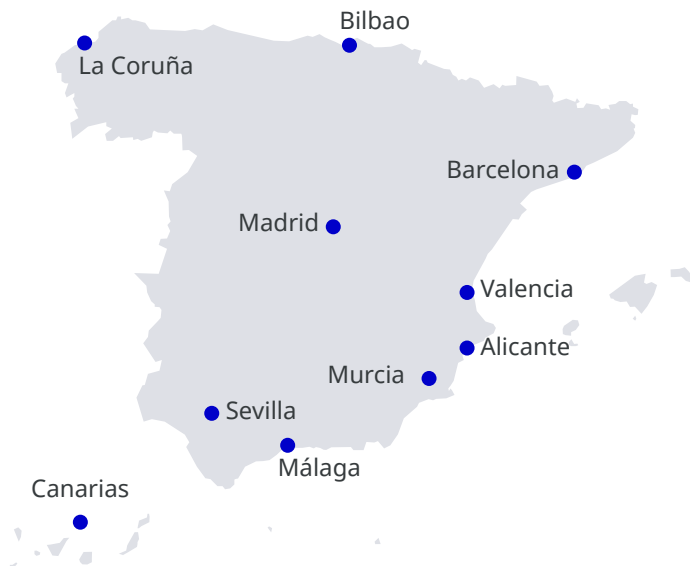 Bilbao
La Coruña
Barcelona
Madrid
Valencia
Alicante
Murcia
Sevilla
Málaga
Canarias